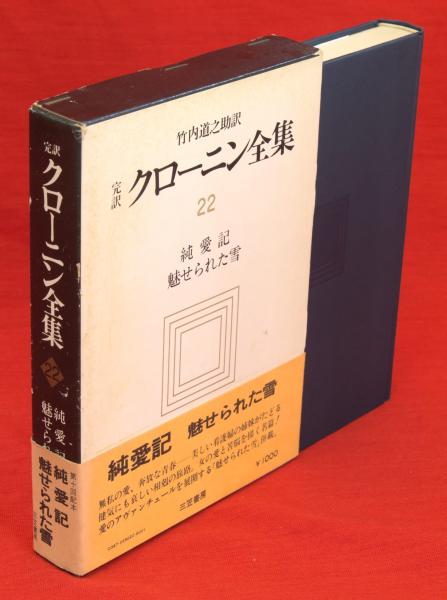 竹内道之助訳
完訳
クローニン全集
22
純愛記
魅せられた雪
純愛記 魅せられた雪
無私の愛、奔放な青春――美しい看護婦の姉妹がたどる
健気にも哀しい相剋の旅路。女の愛と苦悩を描く名篇！
愛のアヴァンチュールを展開する「魅せられた雪」併載。
￥1000
三笠書房
完訳
クローニン全集
22
純愛記
魅せられ
第十回配本
純愛記
魅せられた雪
三笠書房